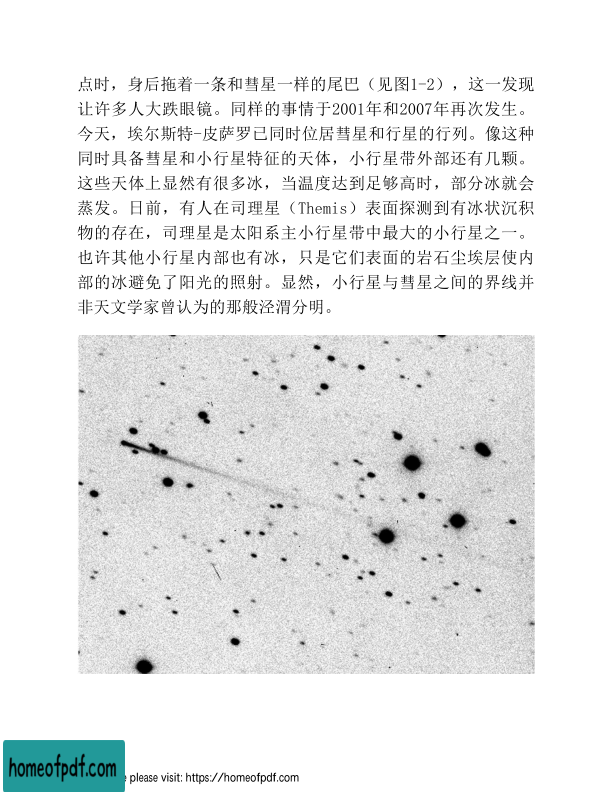 点时，身后拖着一条和彗星一样的尾巴（见图1-2），这一发现
让许多人大跌眼镜。同样的事情于2001年和2007年再次发生。
今天，埃尔斯特-皮萨罗已同时位居彗星和行星的行列。像这种
同时具备彗星和小行星特征的天体，小行星带外部还有几颗。
这些天体上显然有很多冰，当温度达到足够高时，部分冰就会
蒸发。日前，有人在司理星（Themis）表面探测到有冰状沉积
物的存在，司理星是太阳系主小行星带中最大的小行星之一。
也许其他小行星内部也有冰，只是它们表面的岩石尘埃层使内
部的冰避免了阳光的照射。显然，小行星与彗星之间的界线并
非天文学家曾认为的那般泾渭分明。
homeofpdf.com
e please visit: https://homeofpdf.com